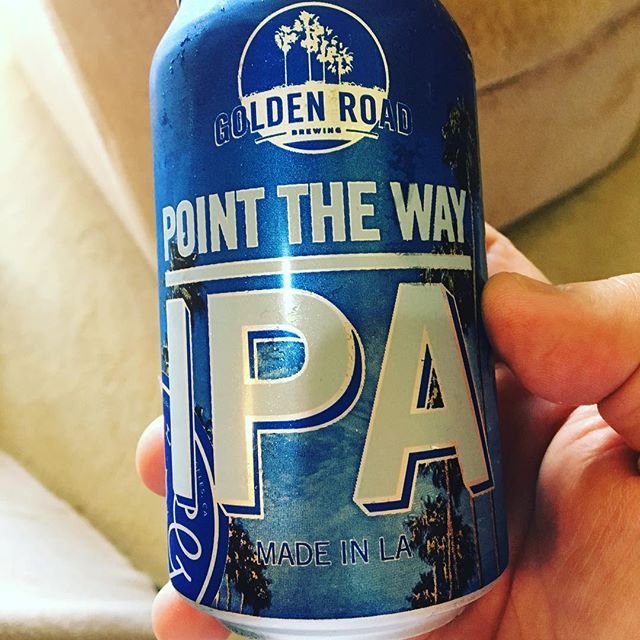 GOLDEN ROAD
BREWING
POINT THE WAY
IPA
MADE IN LA